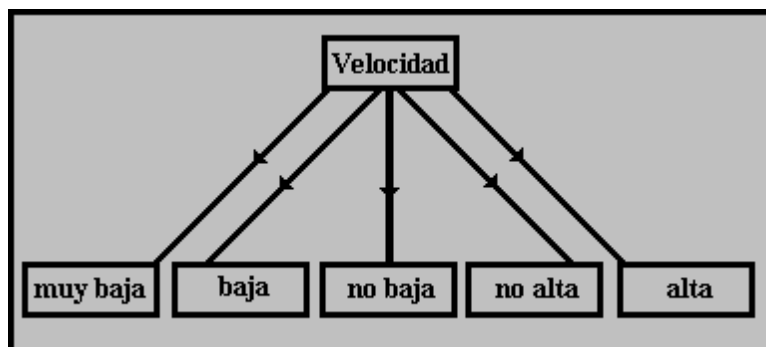 Velocidad
muy baja
baja
no baja
no alta
alta